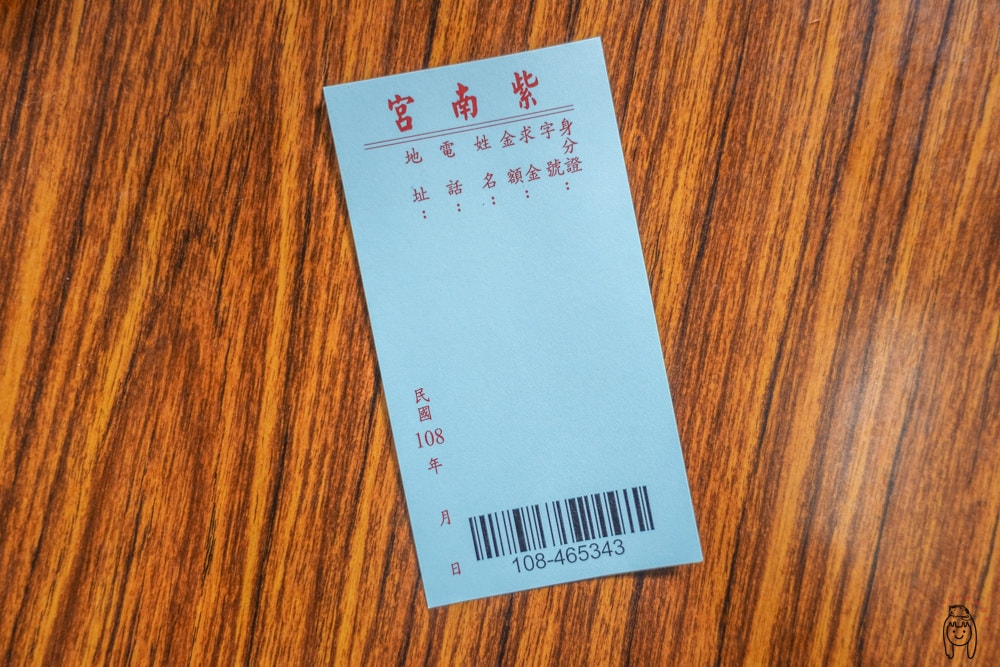 紫南宮
身分證字號：
求金金額：
姓名：
電話：
地址：
民國108年 月 日
108-465343